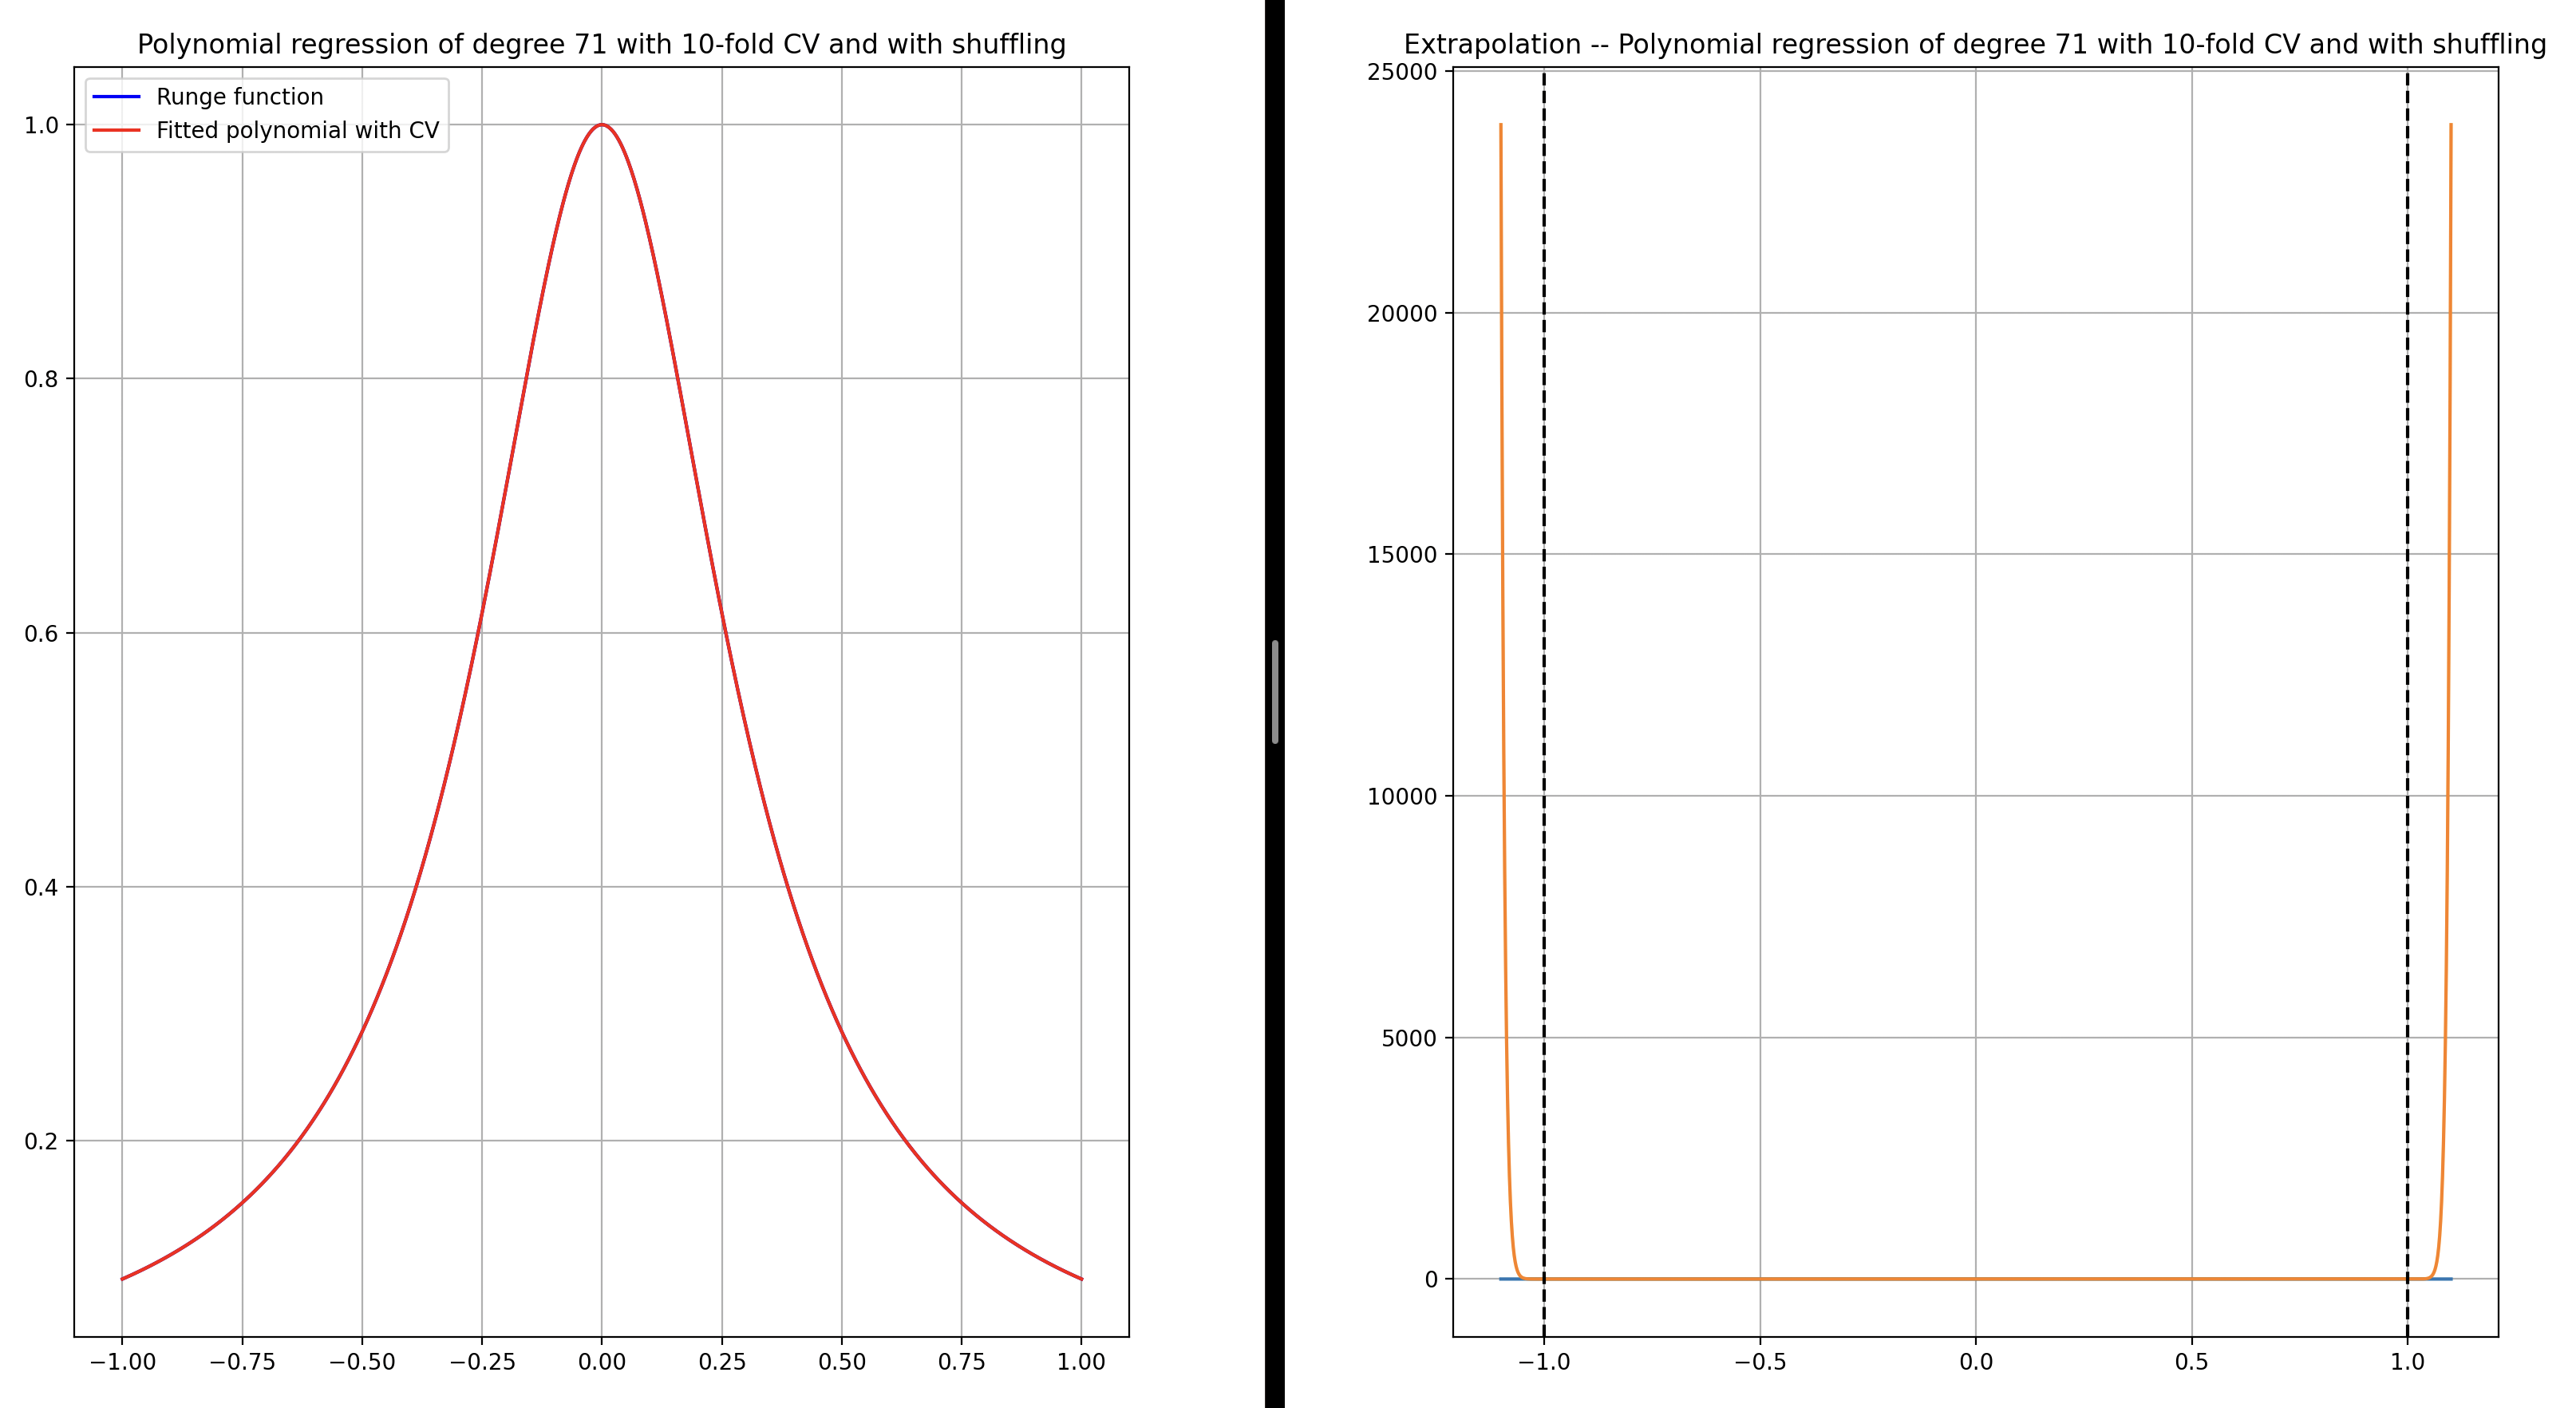 Polynomial regression of degree 71 with 10-fold CV and with shuffling
Runge function
Fitted polynomial with CV
1.0
0.8
0.6
0.4
0.2
−1.00 −0.75 −0.50 −0.25 0.00 0.25 0.50 0.75 1.00
Extrapolation -- Polynomial regression of degree 71 with 10-fold CV and with shuffling
25000
20000
15000
10000
5000
0
−1.0 −0.5 0.0 0.5 1.0